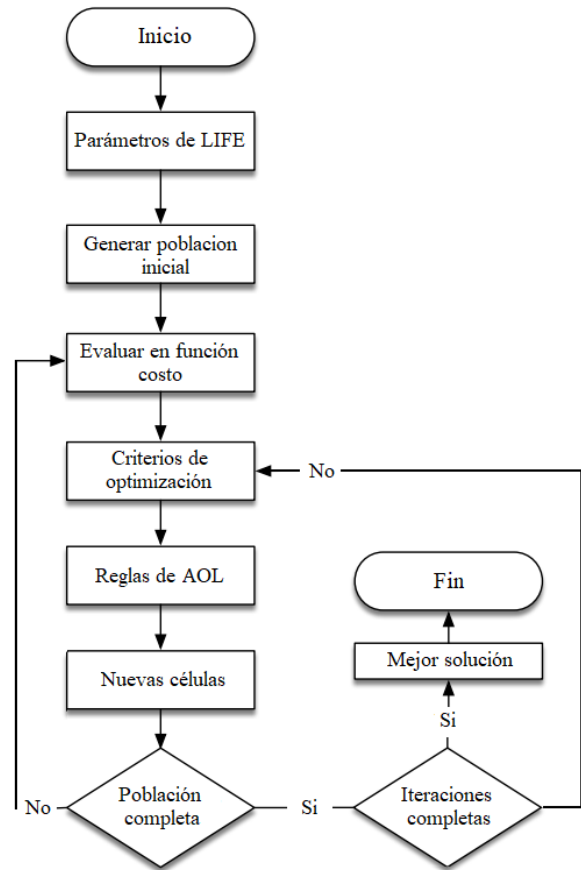 Inicio
Parámetros de LIFE
Generar poblacion
inicial
Evaluar en función
costo
Criterios de
optimización
No
Reglas de AOL
Fin
Nuevas células
Mejor solución
Si
No
Población
completa
Si
Iteraciones
completas